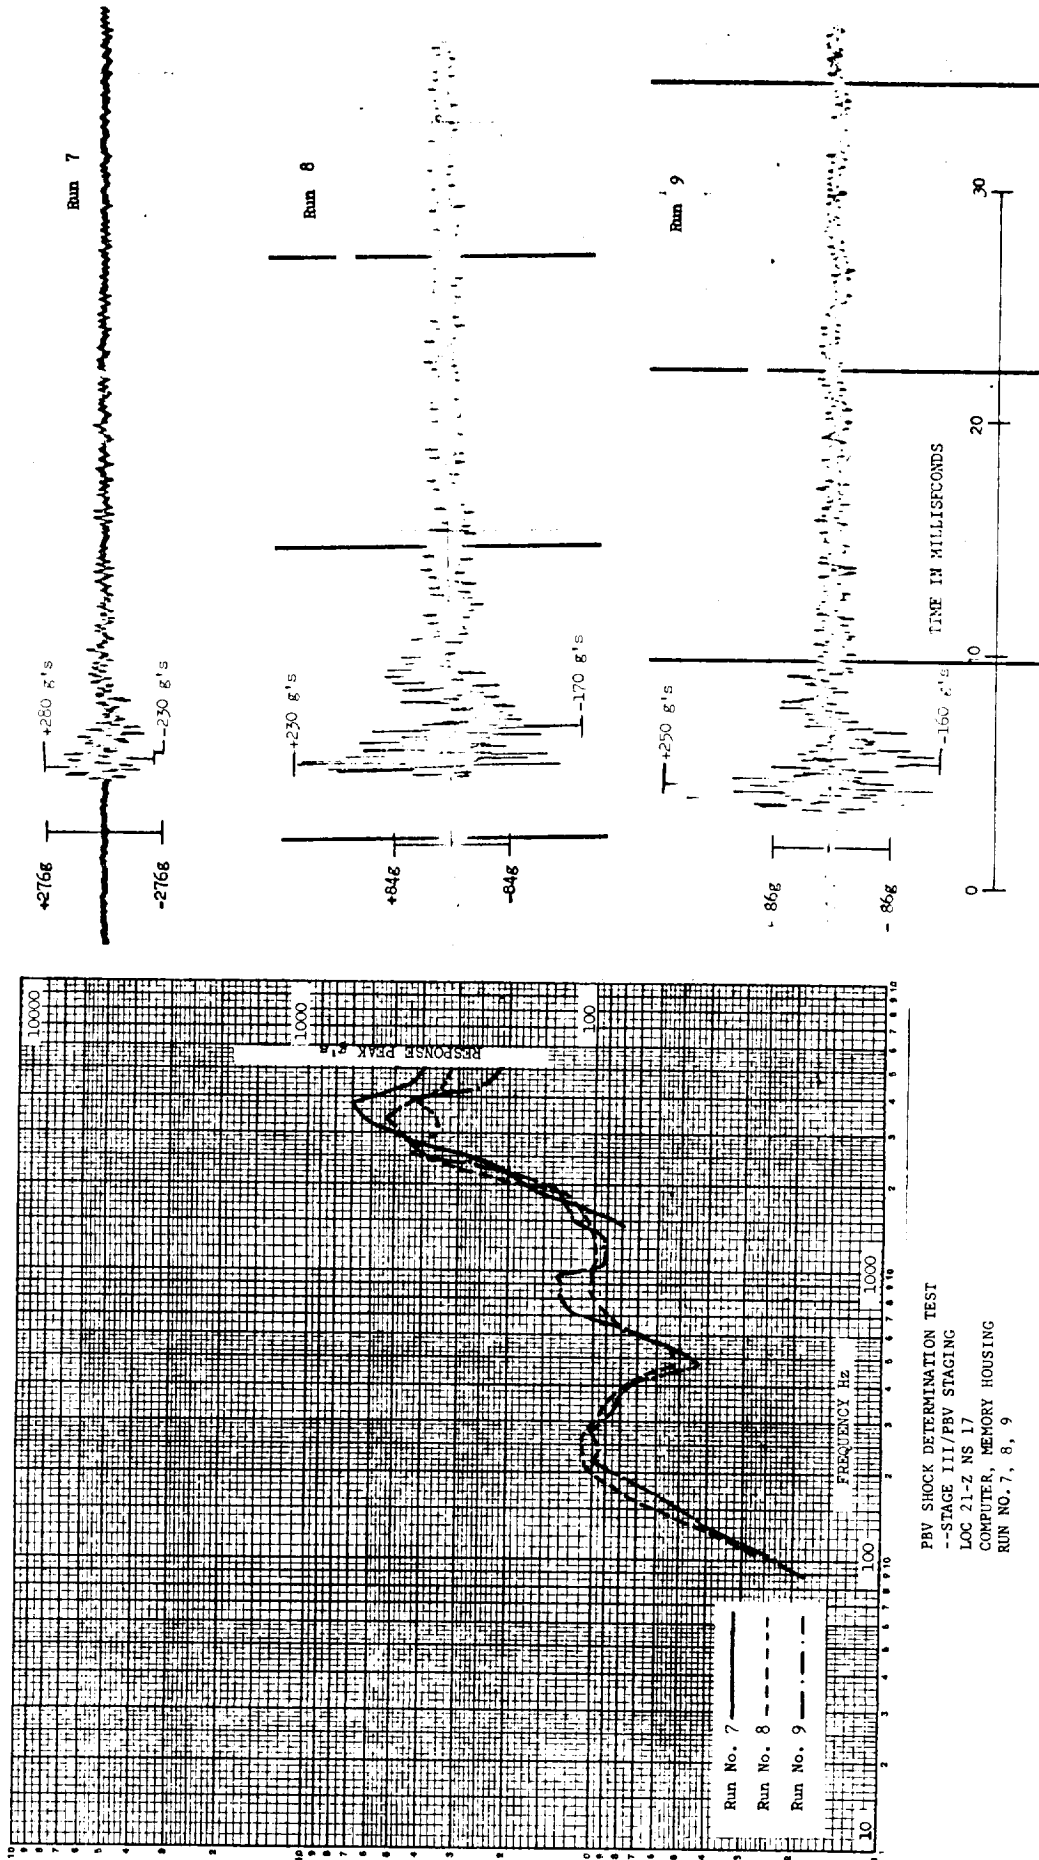 Run 7
+280 g's
-230 g's
+276g
-276g
Run 8
+230 g's
-170 g's
+84g
-84g
Run 9
+250 g's
-160 g's
86g
- 86g
TIME IN MILLISECONDS
0
10
20
30
10000
1000
100
RESPONSE PEAK g's
FREQUENCY Hz
10
100
1000
Run No. 7
Run No. 8
Run No. 9
PBV SHOCK DETERMINATION TEST
--STAGE III/PBV STAGING
LOC 21-Z NS 17
COMPUTER, MEMORY HOUSING
RUN NO. 7, 8, 9